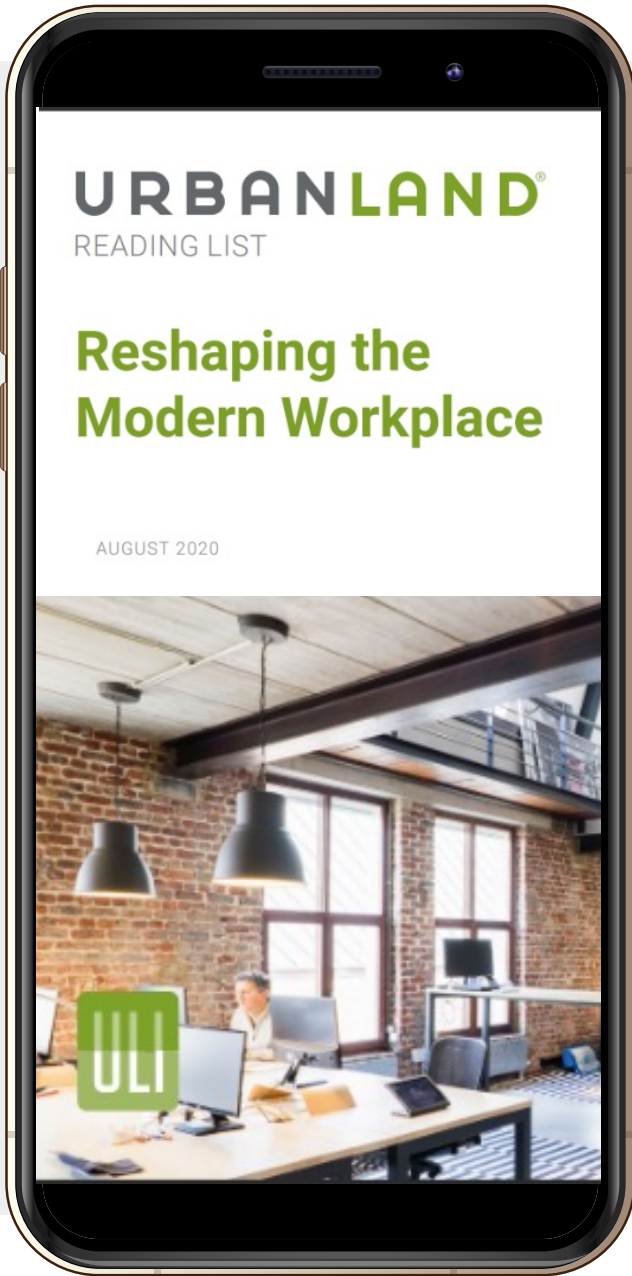 URBANLAND®
READING LIST
Reshaping the
Modern Workplace
AUGUST 2020
ULI